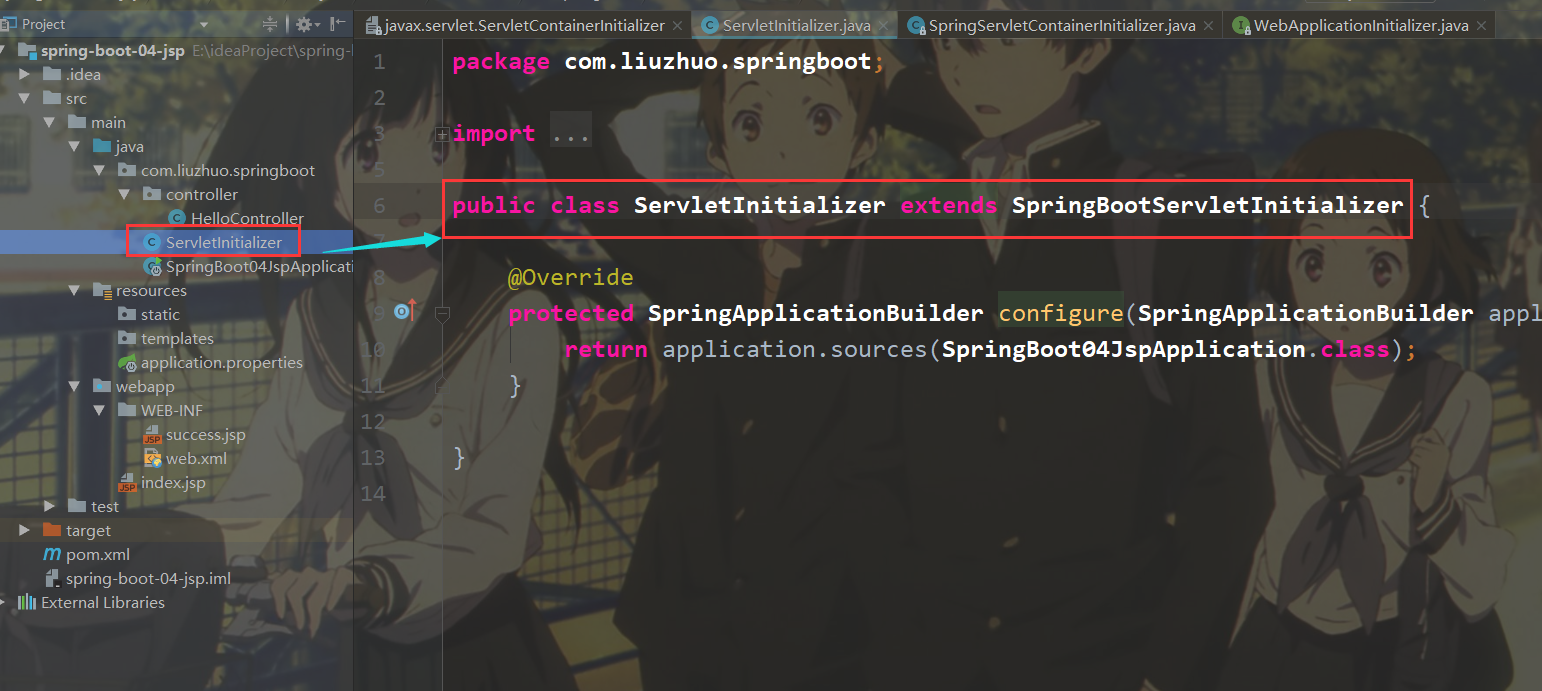 Project
spring-boot-04-jsp E:\ideaProject\spring-
.idea
src
main
java
com.liuzhuo.springboot
controller
HelloController
ServletInitializer
SpringBoot04JspApplicati
resources
static
templates
application.properties
webapp
WEB-INF
success.jsp
web.xml
index.jsp
test
target
pom.xml
spring-boot-04-jsp.iml
External Libraries
javax.servlet.ServletContainerInitializer ServletInitializer.java SpringServletContainerInitializer.java WebApplicationInitializer.java
1 package com.liuzhuo.springboot;
2
3 import ...
5
6 public class ServletInitializer extends SpringBootServletInitializer {
7
8 @Override
9 protected SpringApplicationBuilder configure(SpringApplicationBuilder appl
10 return application.sources(SpringBoot04JspApplication.class);
11 }
12
13 }
14